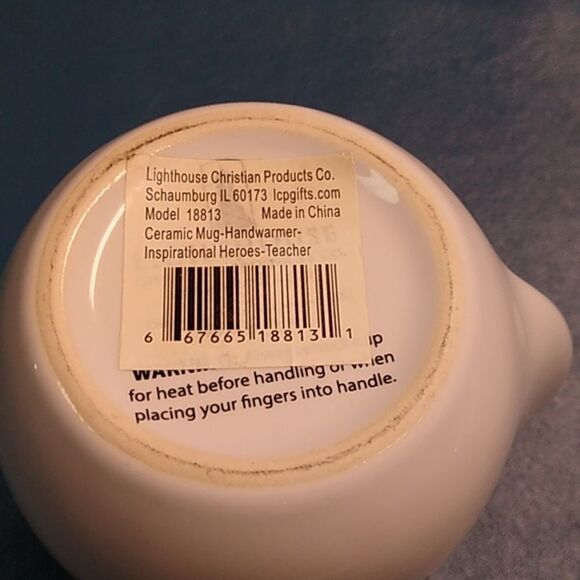 Lighthouse Christian Products Co.
Schaumburg IL 60173 lcpgifts.com
Model 18813 Made in China
Ceramic Mug-Handwarmer-
Inspirational Heroes-Teacher
6 67665 18813 1
for heat before handling or when
placing your fingers into handle.